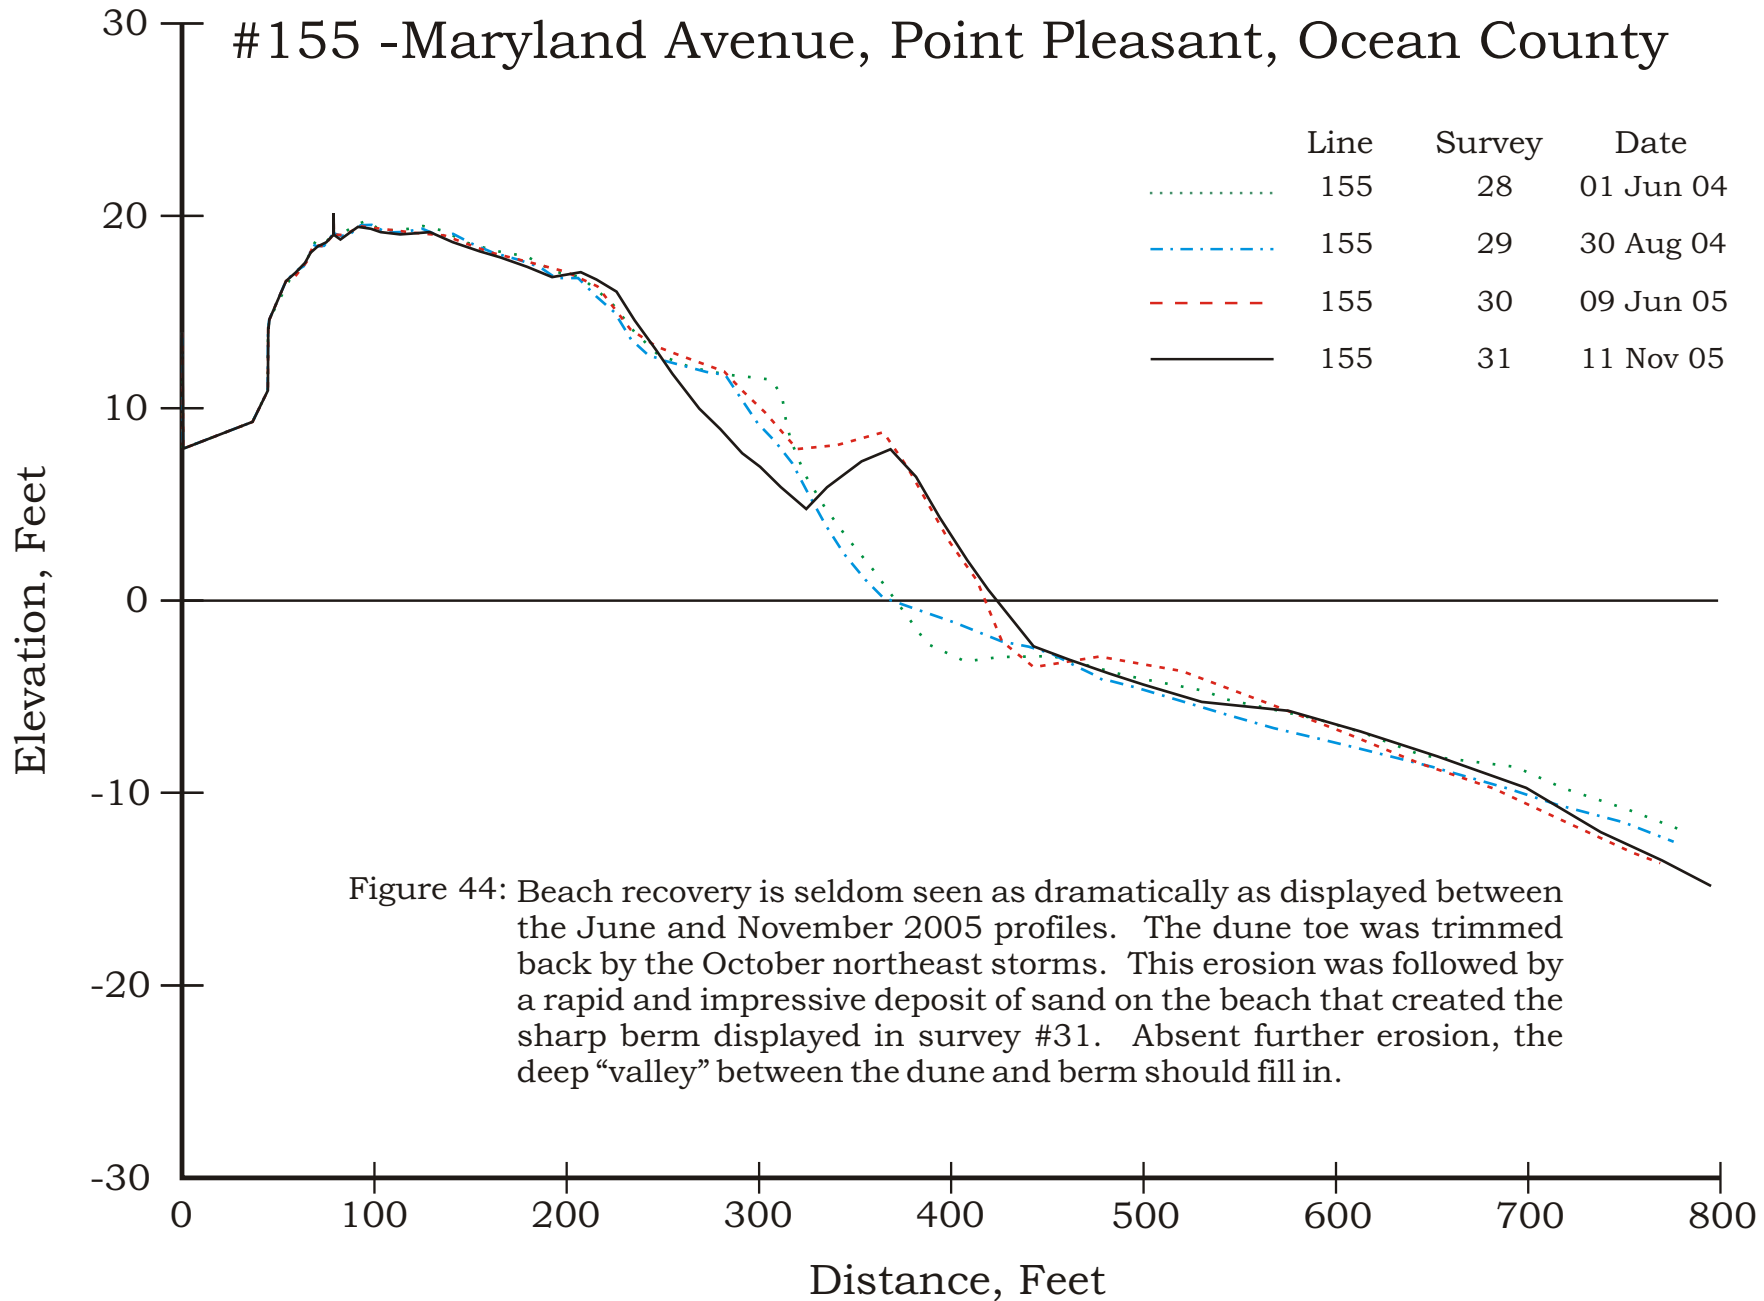 #155 -Maryland Avenue, Point Pleasant, Ocean County
Line Survey Date
155 28 01 Jun 04
155 29 30 Aug 04
155 30 09 Jun 05
155 31 11 Nov 05
30
20
10
0
-10
-20
-30
Elevation, Feet
Figure 44: Beach recovery is seldom seen as dramatically as displayed between
the June and November 2005 profiles. The dune toe was trimmed
back by the October northeast storms. This erosion was followed by
a rapid and impressive deposit of sand on the beach that created the
sharp berm displayed in survey #31. Absent further erosion, the
deep “valley” between the dune and berm should fill in.
0 100 200 300 400 500 600 700 800
Distance, Feet